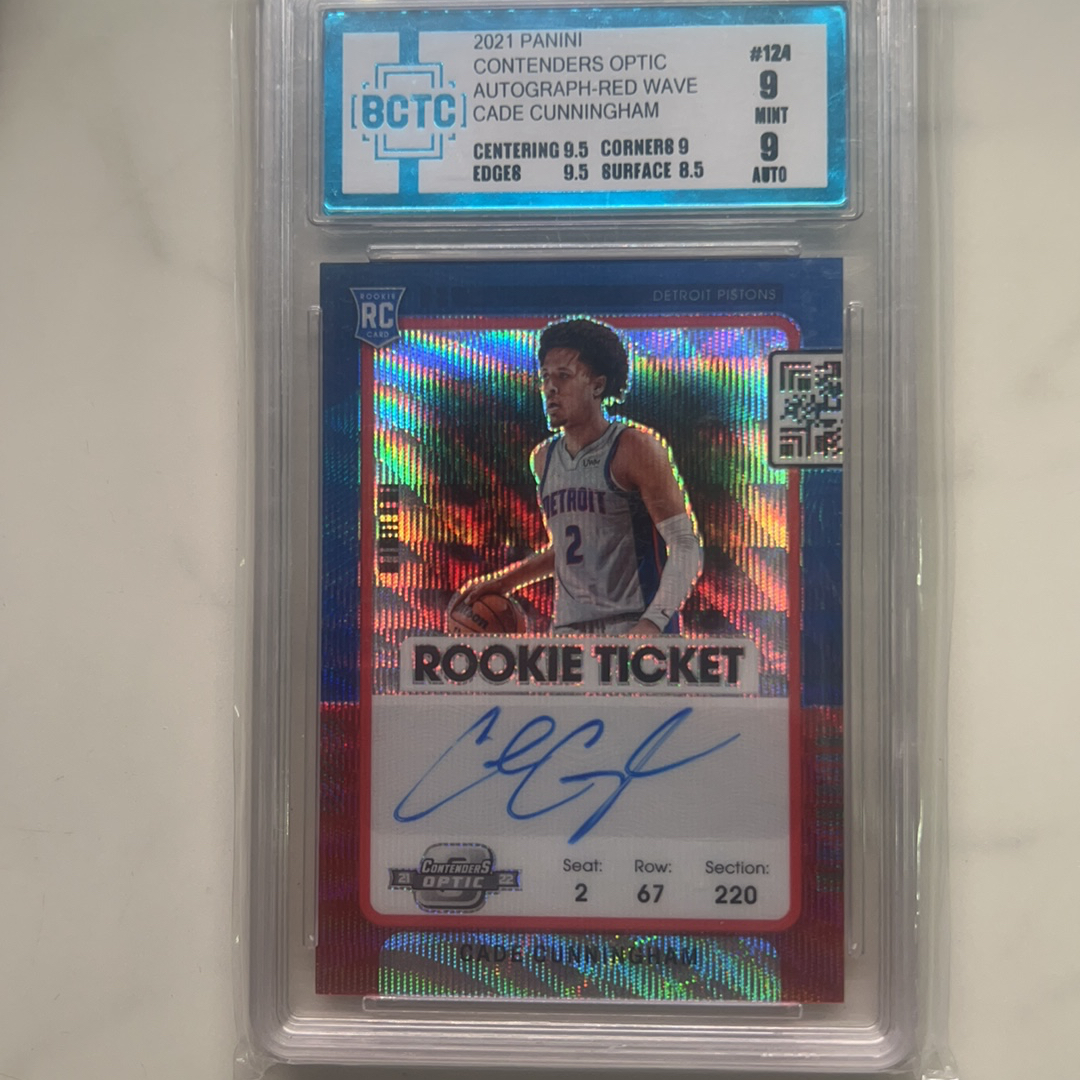 2021 PANINI
CONTENDERS OPTIC
AUTOGRAPH-RED WAVE
CADE CUNNINGHAM
CENTERING 9.5 CORNERS 9
EDGES 9.5 SURFACE 8.5
#124
9
MINT
9
AUTO
BCTC
ROOKIE
RC
CARD
DETROIT PISTONS
DETROIT
2
ROOKIE TICKET
CONTENDERS
21 OPTIC 22
Seat: Row: Section:
2 67 220
CADE CUNNINGHAM